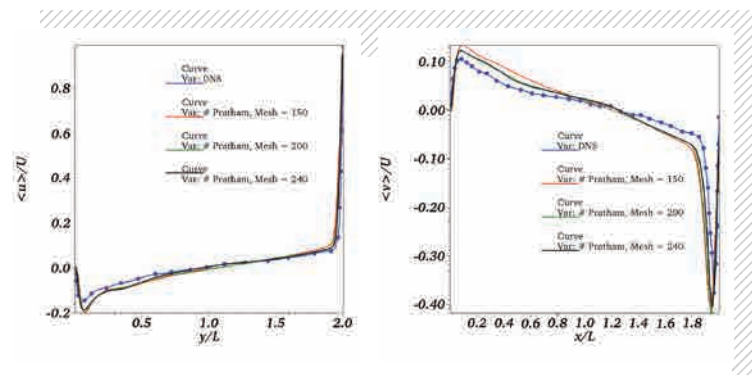 Curve
Var: DNS
Curve
Var: # Pratham, Mesh = 150
Curve
Var: # Pratham, Mesh = 200
Curve
Var: # Pratham, Mesh = 240
0.8
0.6
0.4
0.2
0.0
-0.2
<u>/U
0.5
1.0
1.5
2.0
y/L
0.10
0.00
-0.10
-0.20
-0.30
-0.40
<v>/U
Curve
Var: DNS
Curve
Var: # Pratham, Mesh = 150
Curve
Var: # Pratham, Mesh = 200
Curve
Var: # Pratham, Mesh = 240
0.2 0.4 0.6 0.8 1.0 1.2 1.4 1.6 1.8
x/L